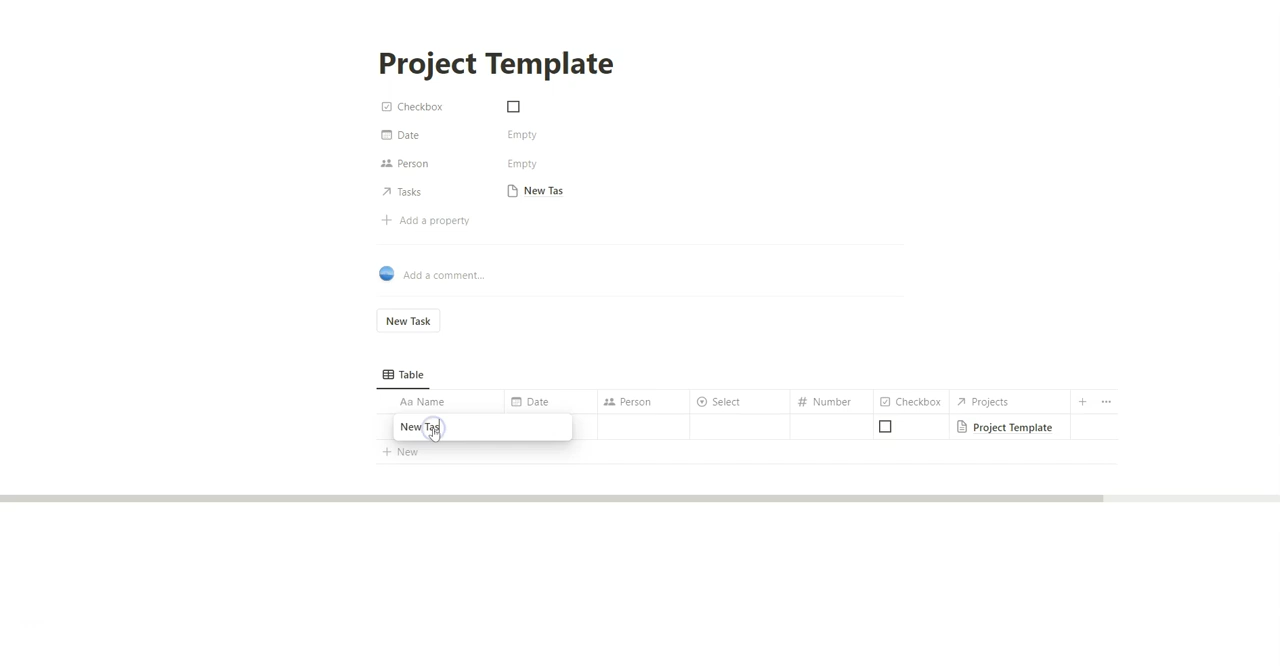 Project Template
Checkbox
Date Empty
Person Empty
Tasks New Tas
Add a property
Add a comment...
New Task
Table
Aa Name Date Person Select # Number Checkbox Projects
New Tas Project Template
New